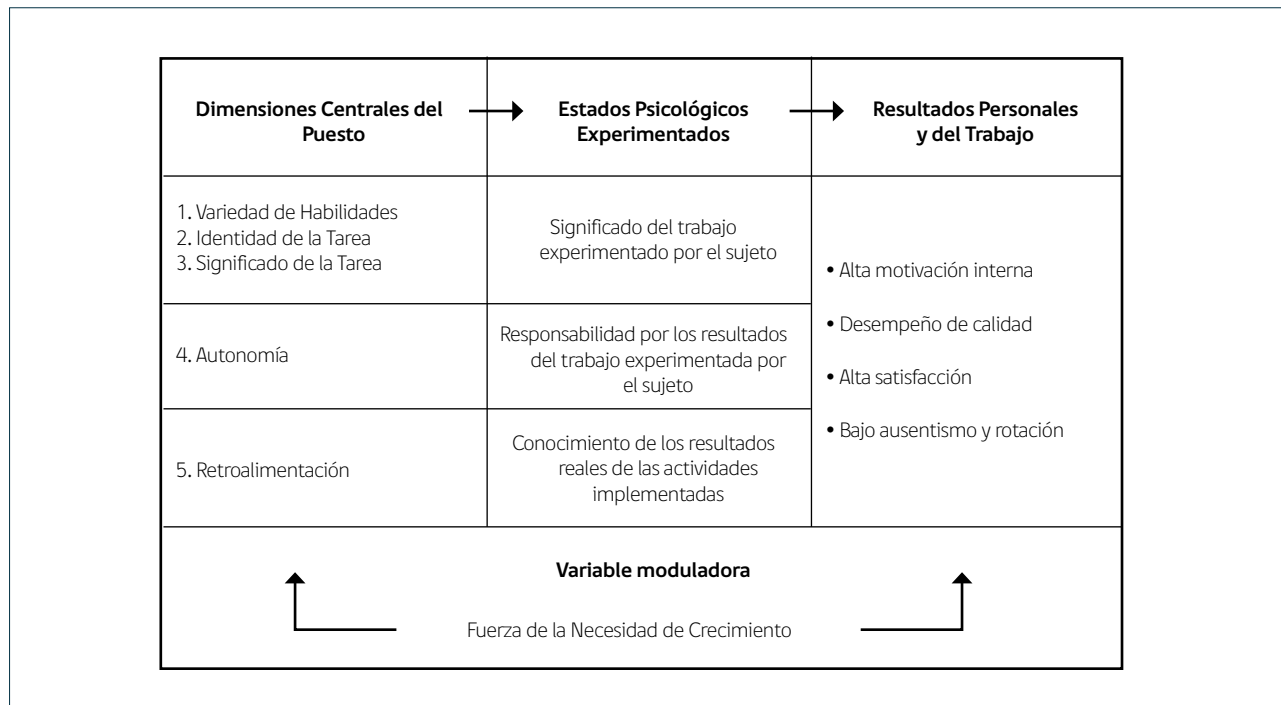 Dimensiones Centrales del
Puesto
Estados Psicológicos
Experimentados
Resultados Personales
y del Trabajo
1. Variedad de Habilidades
2. Identidad de la Tarea
3. Significado de la Tarea
Significado del trabajo
experimentado por el sujeto
4. Autonomía
Responsabilidad por los resultados
del trabajo experimentada por
el sujeto
5. Retroalimentación
Conocimiento de los resultados
reales de las actividades
implementadas
• Alta motivación interna
• Desempeño de calidad
• Alta satisfacción
• Bajo ausentismo y rotación
Variable moduladora
Fuerza de la Necesidad de Crecimiento